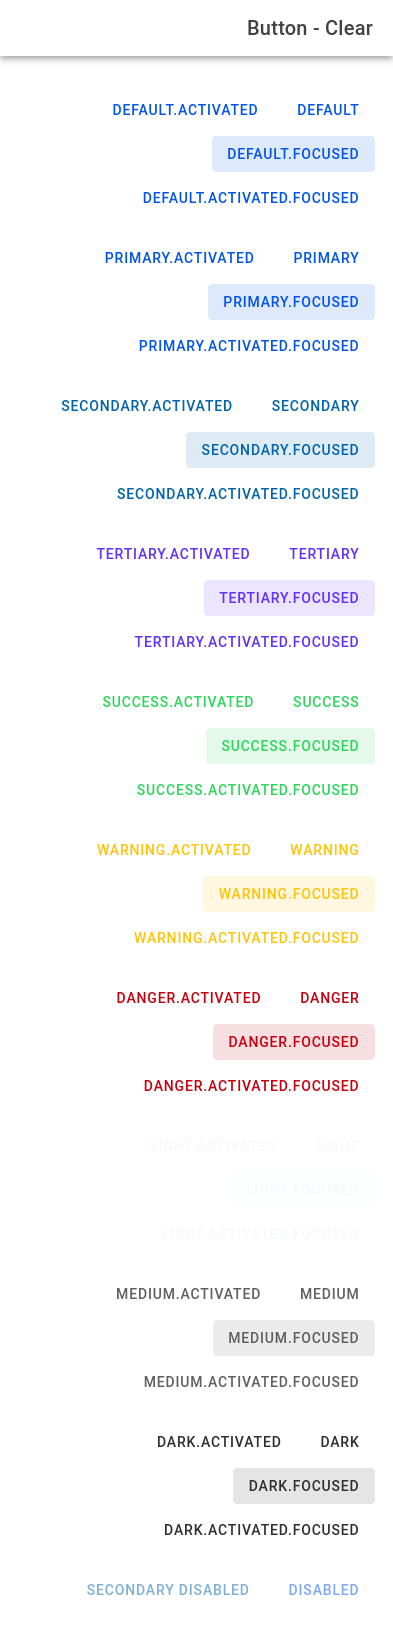 Button - Clear
DEFAULT.ACTIVATED DEFAULT
DEFAULT.FOCUSED
DEFAULT.ACTIVATED.FOCUSED
PRIMARY.ACTIVATED PRIMARY
PRIMARY.FOCUSED
PRIMARY.ACTIVATED.FOCUSED
SECONDARY.ACTIVATED SECONDARY
SECONDARY.FOCUSED
SECONDARY.ACTIVATED.FOCUSED
TERTIARY.ACTIVATED TERTIARY
TERTIARY.FOCUSED
TERTIARY.ACTIVATED.FOCUSED
SUCCESS.ACTIVATED SUCCESS
SUCCESS.FOCUSED
SUCCESS.ACTIVATED.FOCUSED
WARNING.ACTIVATED WARNING
WARNING.FOCUSED
WARNING.ACTIVATED.FOCUSED
DANGER.ACTIVATED DANGER
DANGER.FOCUSED
DANGER.ACTIVATED.FOCUSED
LIGHT.ACTIVATED LIGHT
LIGHT.FOCUSED
LIGHT.ACTIVATED.FOCUSED
MEDIUM.ACTIVATED MEDIUM
MEDIUM.FOCUSED
MEDIUM.ACTIVATED.FOCUSED
DARK.ACTIVATED DARK
DARK.FOCUSED
DARK.ACTIVATED.FOCUSED
SECONDARY DISABLED DISABLED